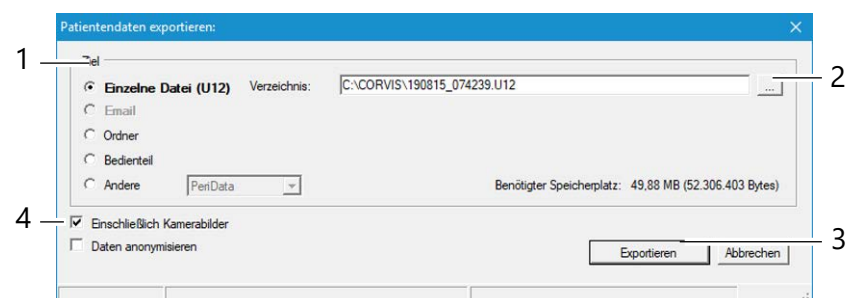 Patientendaten exportieren:
1
Ziel
Einzelne Datei (U12) Verzeichnis: C:\CORVIS\190815_074239.U12 ... 2
Email
Ordner
Bedienteil
Andere PeriData Benötigter Speicherplatz: 49,88 MB (52.306.403 Bytes)
4 Einschließlich Kamerabilder
Daten anonymisieren Exportieren Abbrechen 3